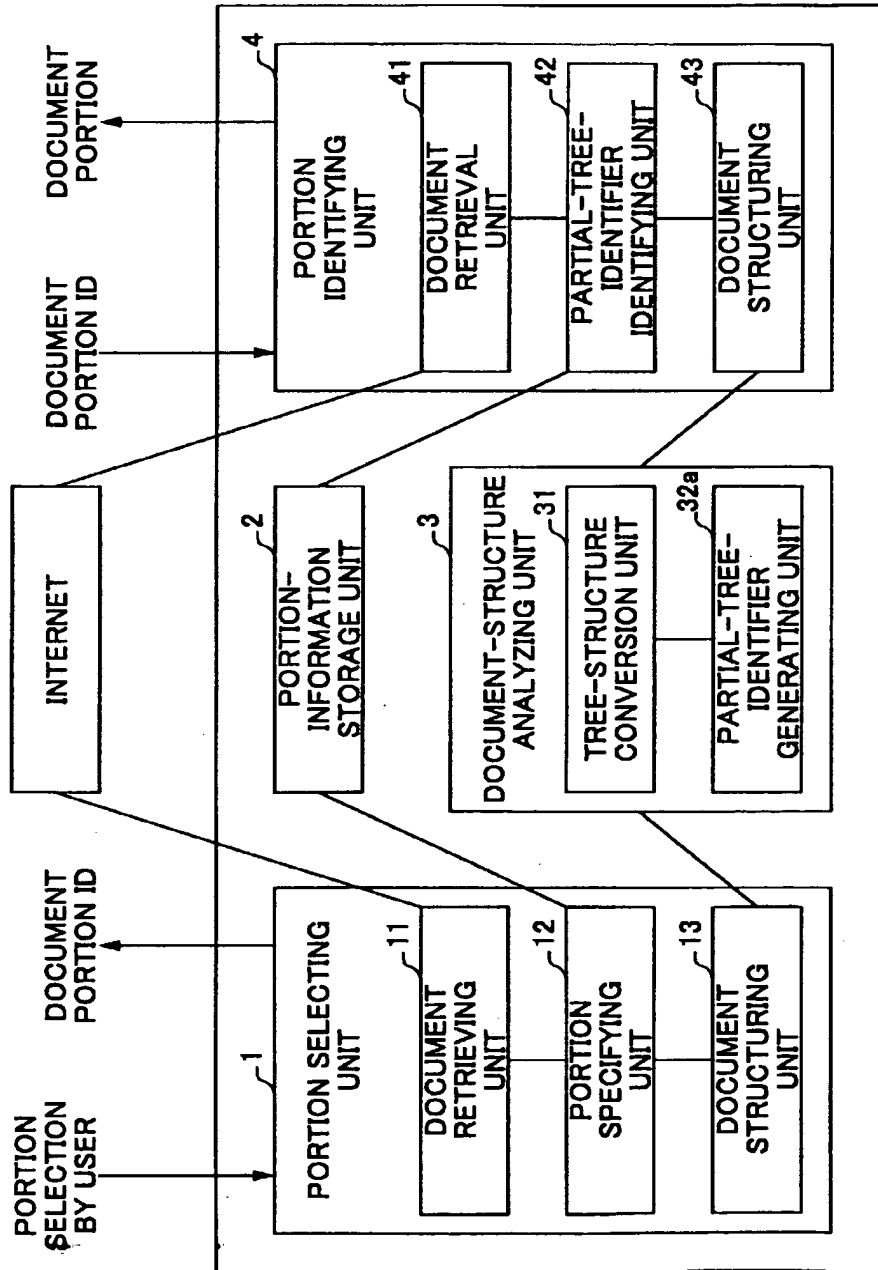 PORTION
SELECTION
BY USER
DOCUMENT
PORTION ID
INTERNET
DOCUMENT
PORTION ID
DOCUMENT
PORTION
1
PORTION SELECTING
UNIT
11
DOCUMENT
RETRIEVING
UNIT
12
PORTION
SPECIFYING
UNIT
13
DOCUMENT
STRUCTURING
UNIT
2
PORTION-
INFORMATION
STORAGE UNIT
3
DOCUMENT-STRUCTURE
ANALYZING UNIT
31
TREE-STRUCTURE
CONVERSION UNIT
32a
PARTIAL-TREE-
IDENTIFIER
GENERATING UNIT
4
PORTION
IDENTIFYING
UNIT
41
DOCUMENT
RETRIEVAL
UNIT
42
PARTIAL-TREE-
IDENTIFIER
IDENTIFYING UNIT
43
DOCUMENT
STRUCTURING
UNIT